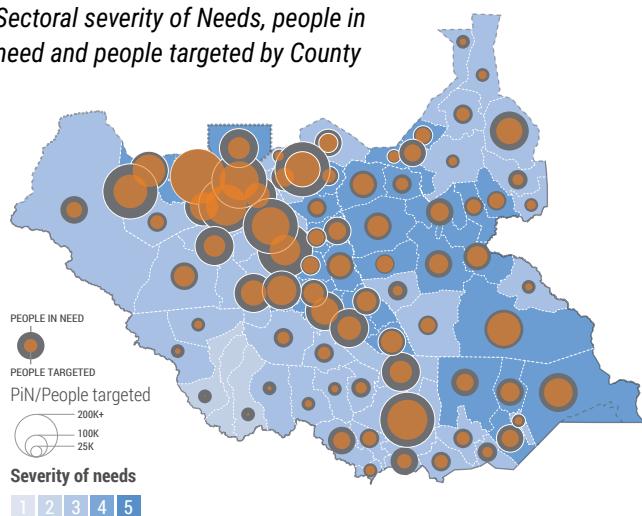 Sectoral severity of Needs, people in
need and people targeted by County
PEOPLE IN NEED
PEOPLE TARGETED
PiN/People targeted
200K+
100K
25K
Severity of needs
1 2 3 4 5